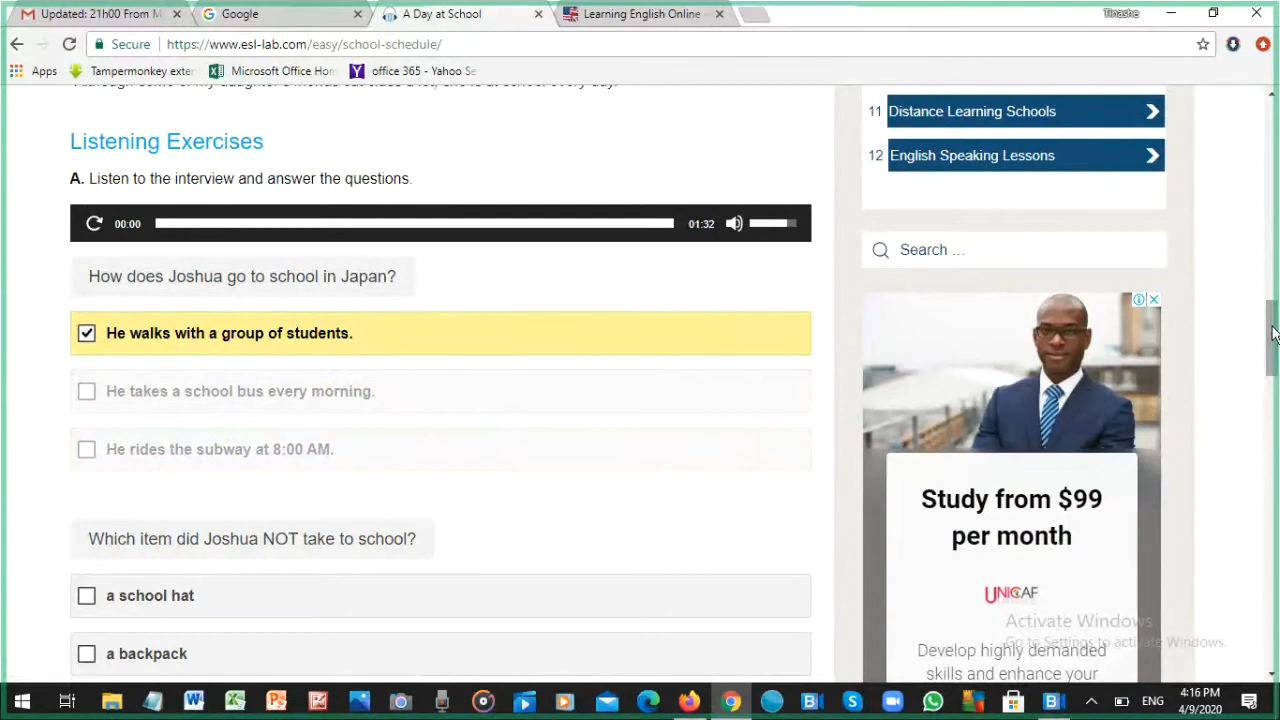 Updated: 21h00 From M
Google
A Day at School
Learning English Online
Tinashe
Secure
https://www.esl-lab.com/easy/school-schedule/
Apps
Tampermonkey exter
Microsoft Office Hom
office 365 - Yahoo Se
Listening Exercises
A. Listen to the interview and answer the questions.
00:00
01:32
How does Joshua go to school in Japan?
He walks with a group of students.
He takes a school bus every morning.
He rides the subway at 8:00 AM.
Which item did Joshua NOT take to school?
a school hat
a backpack
11 Distance Learning Schools
12 English Speaking Lessons
Search …
Study from $99
per month
UNICAF
Develop highly demanded
skills and enhance your
Activate Windows
Go to Settings to activate Windows.
ENG
4:16 PM
4/9/2020